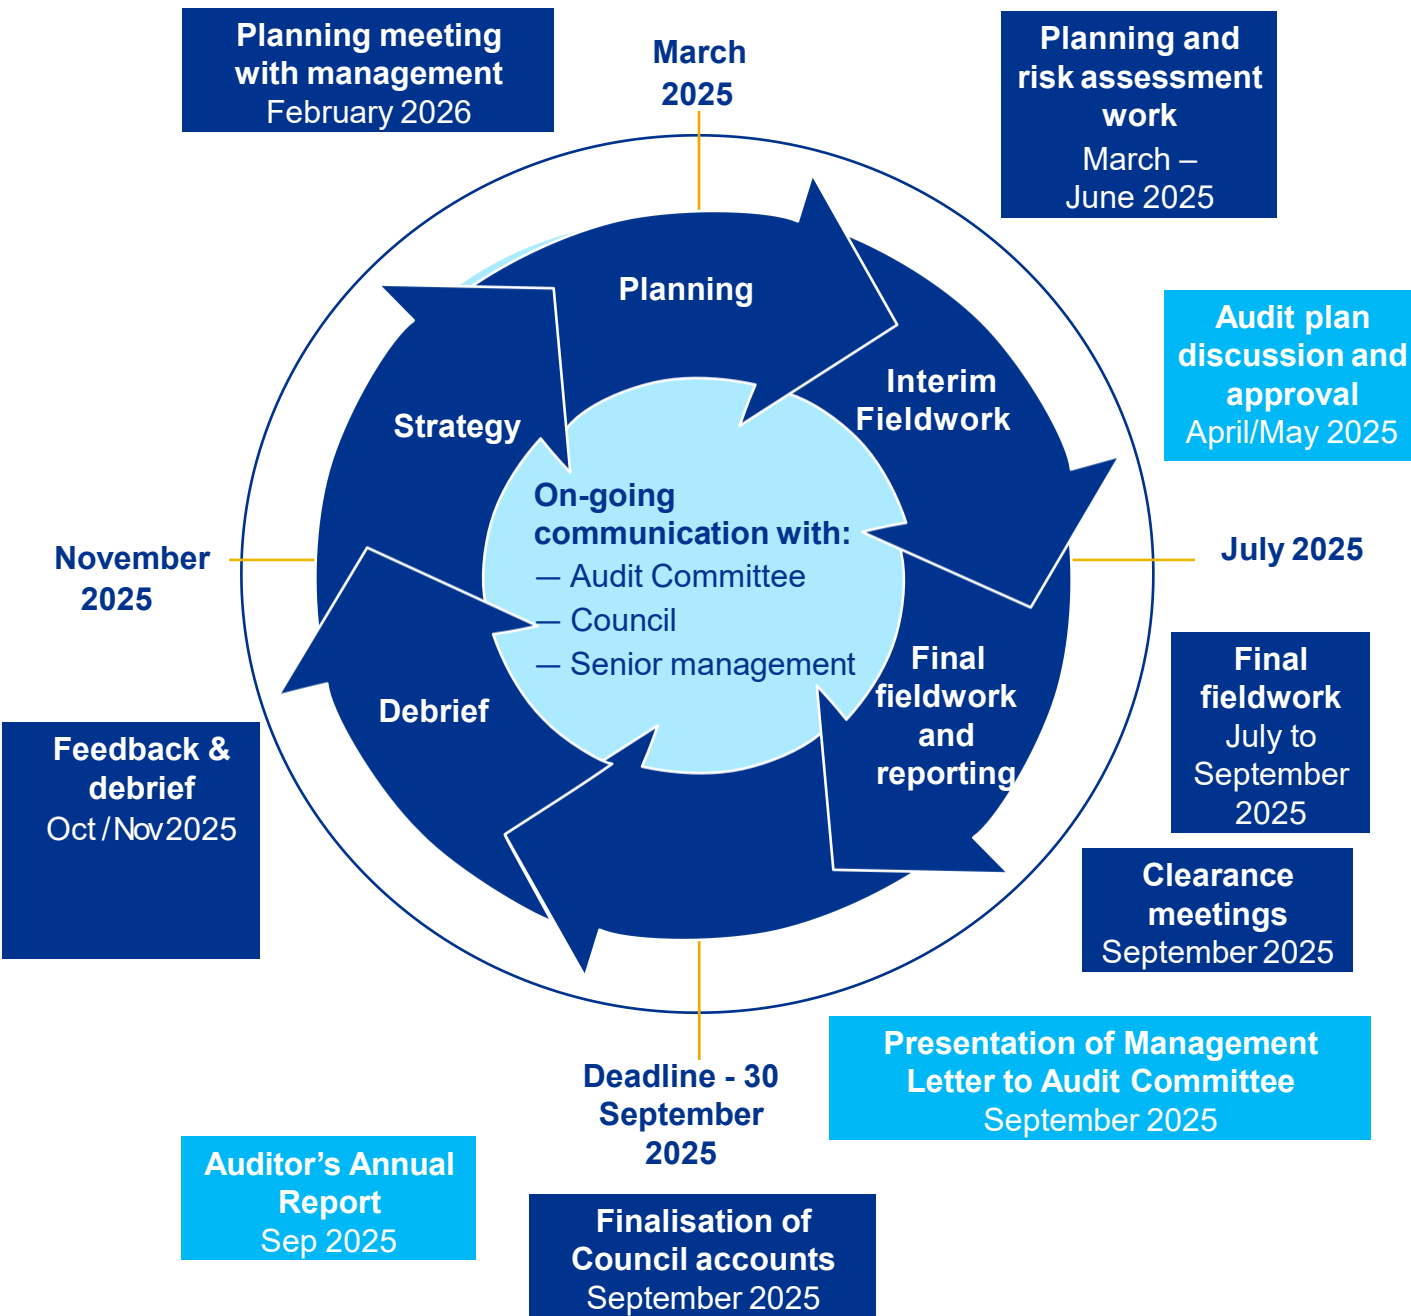 Planning meeting
with management
February 2026
March
2025
Planning and
risk assessment
work
March –
June 2025
Planning
Audit plan
discussion and
approval
April/May 2025
Interim
Fieldwork
Strategy
On-going
communication with:
— Audit Committee
— Council
— Senior management
November
2025
July 2025
Final
fieldwork
and
reporting
Final
fieldwork
July to
September
2025
Debrief
Feedback &
debrief
Oct / Nov 2025
Clearance
meetings
September 2025
Presentation of Management
Letter to Audit Committee
September 2025
Deadline - 30
September
2025
Auditor’s Annual
Report
Sep 2025
Finalisation of
Council accounts
September 2025